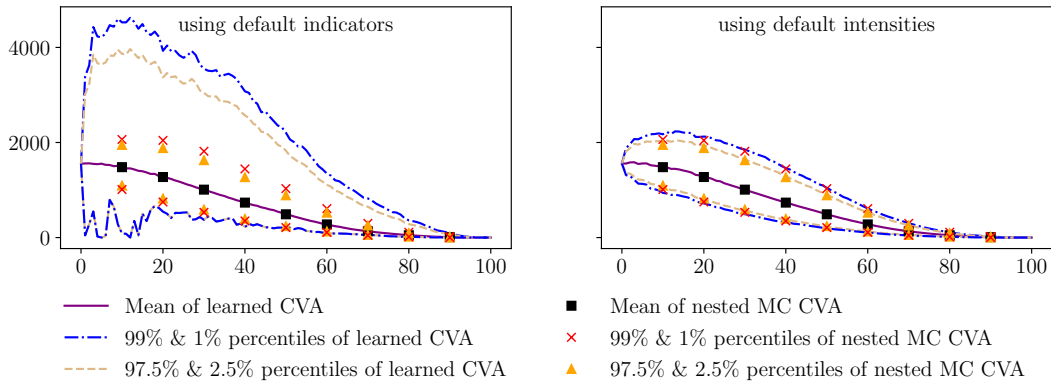 using default indicators
using default intensities
4000
2000
0
0 20 40 60 80 100
0 20 40 60 80 100
Mean of learned CVA
99% & 1% percentiles of learned CVA
97.5% & 2.5% percentiles of learned CVA
Mean of nested MC CVA
99% & 1% percentiles of nested MC CVA
97.5% & 2.5% percentiles of nested MC CVA